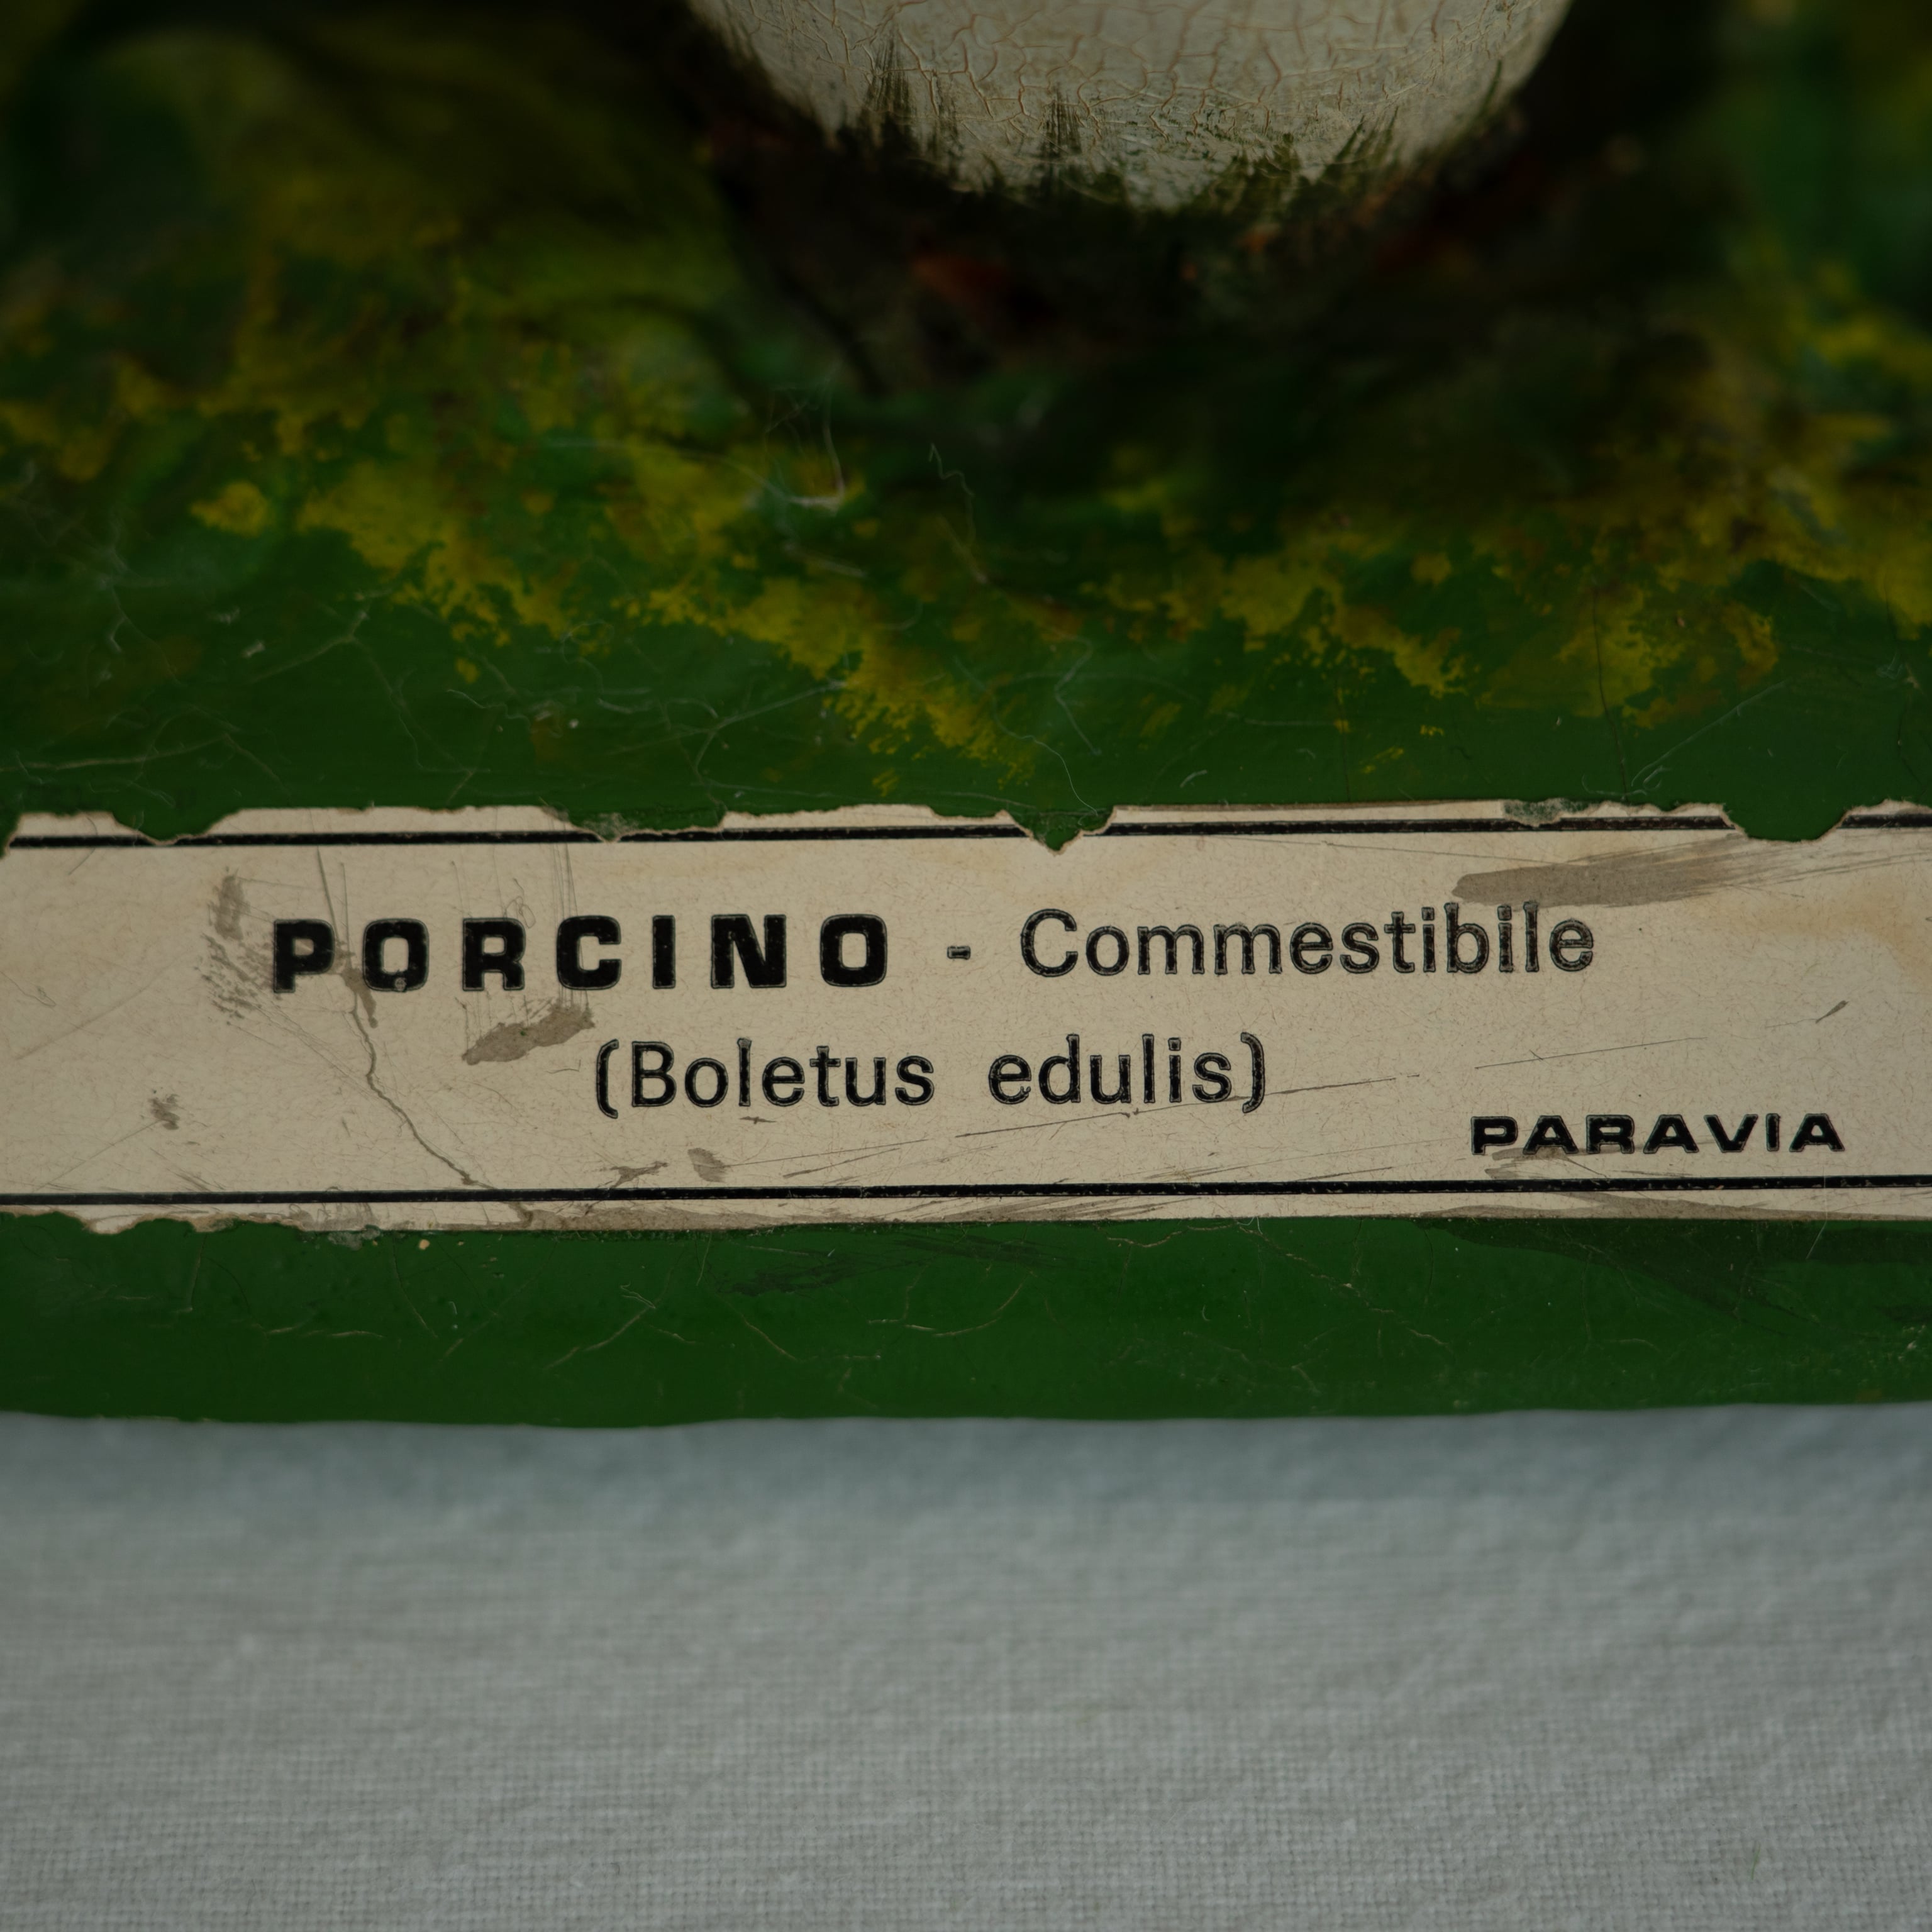 PORCINO - Commestibile
(Boletus edulis)
PARAVIA